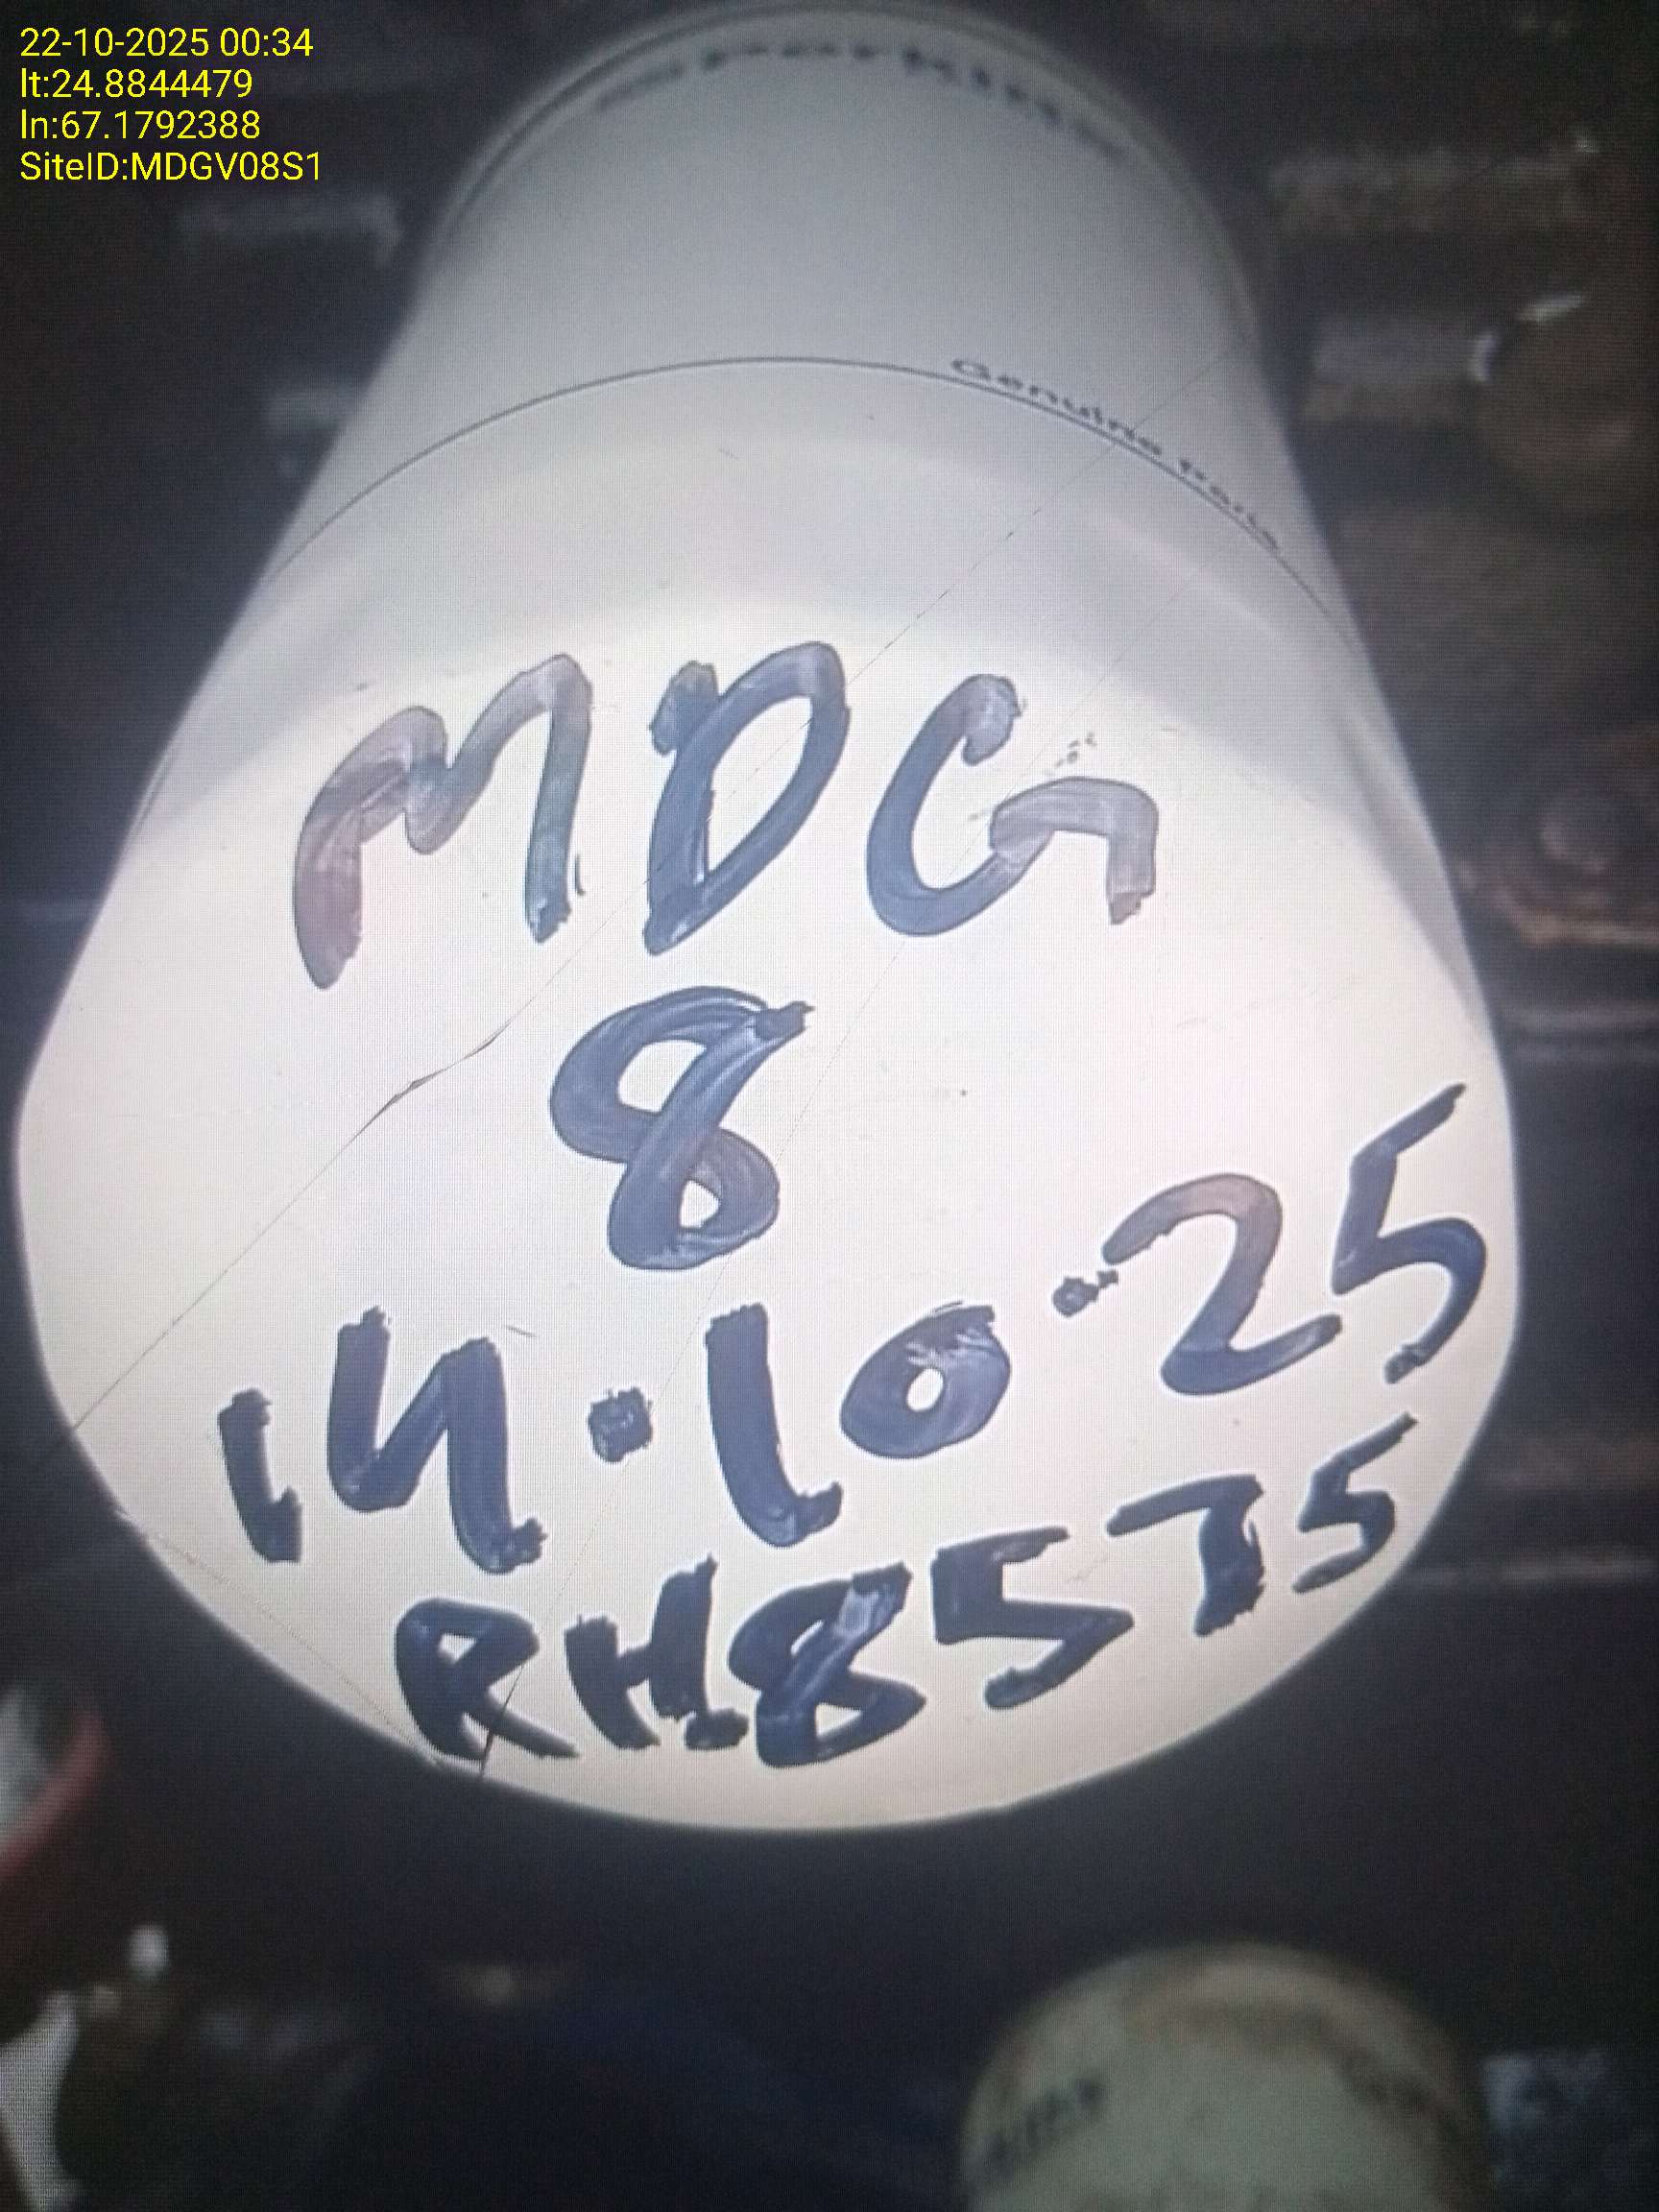 22-10-2025 00:34
lt:24.8844479
ln:67.1792388
SiteID:MDGV08S1
Perkins
Genuine Parts
MDG
8
14.10.25
RH8575